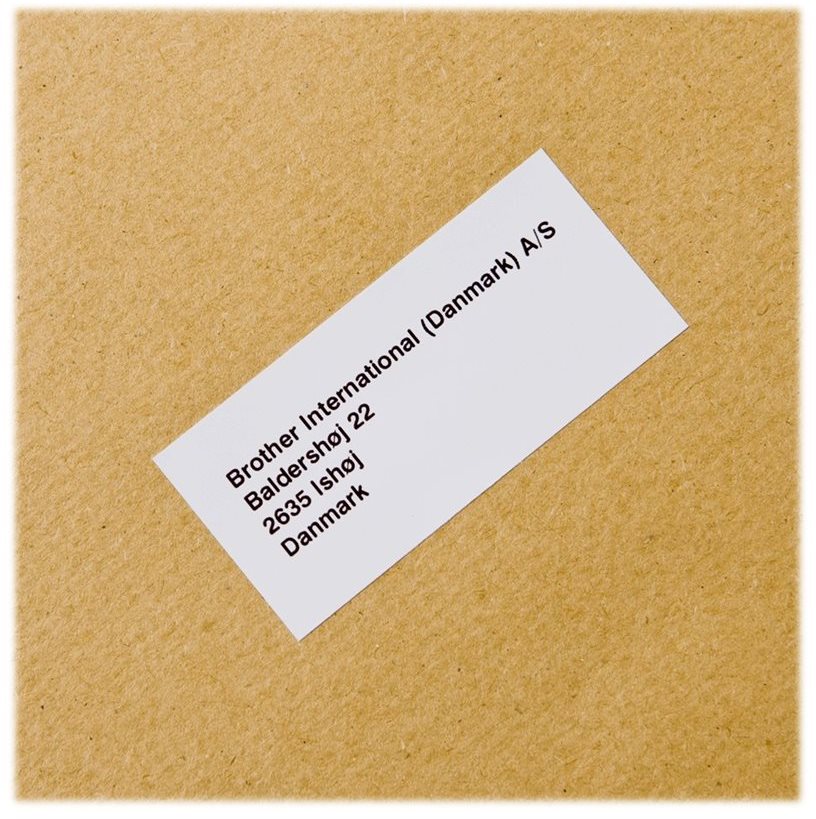 Brother International (Danmark) A/S
Baldershøj 22
2635 Ishøj
Danmark